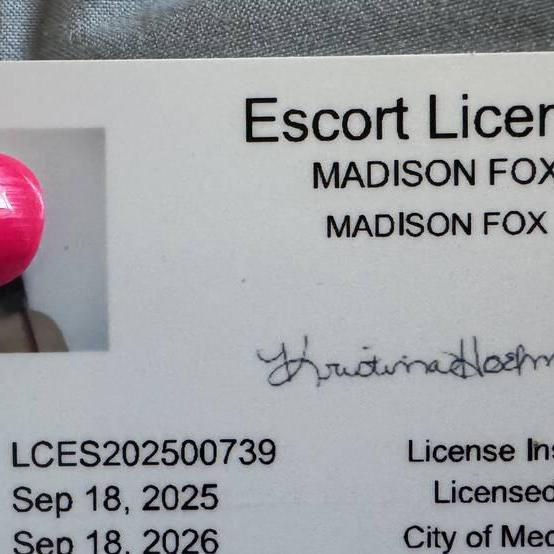 Escort Licen
MADISON FOX
MADISON FOX
LCES202500739
License Ins
Sep 18, 2025
Licensed
Sep 18, 2026
City of Med